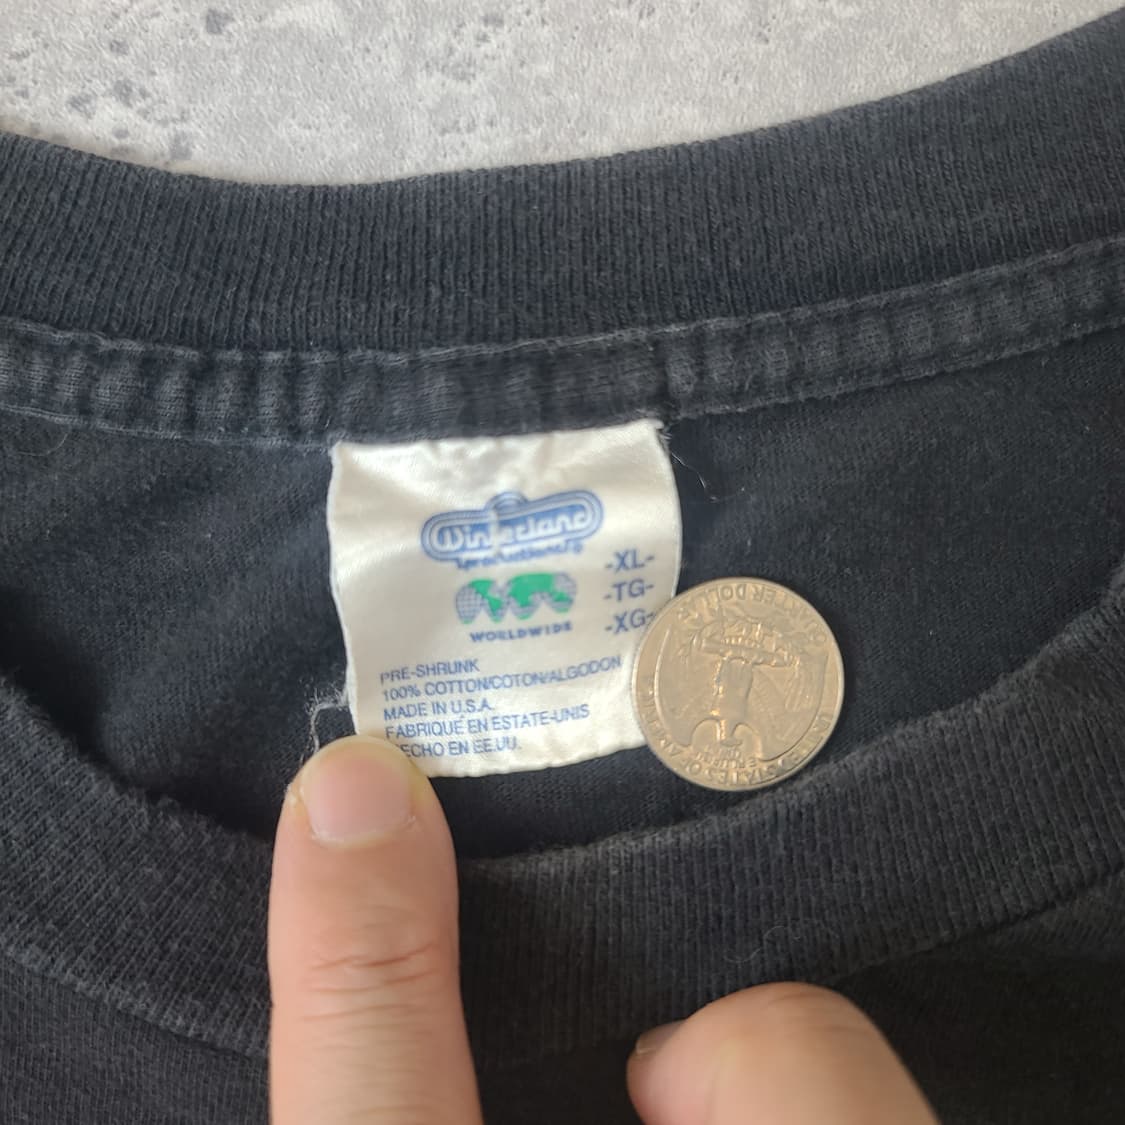 Winterland
productions
-XL-
-TG-
-XG-
WORLDWIDE
PRE-SHRUNK
100% COTTON/COTON/ALGODON
MADE IN U.S.A.
FABRIQUÉ EN ESTATE-UNIS
ECHO EN EE.UU.
QUARTER DOLLAR
UNITED STATES OF AMERICA